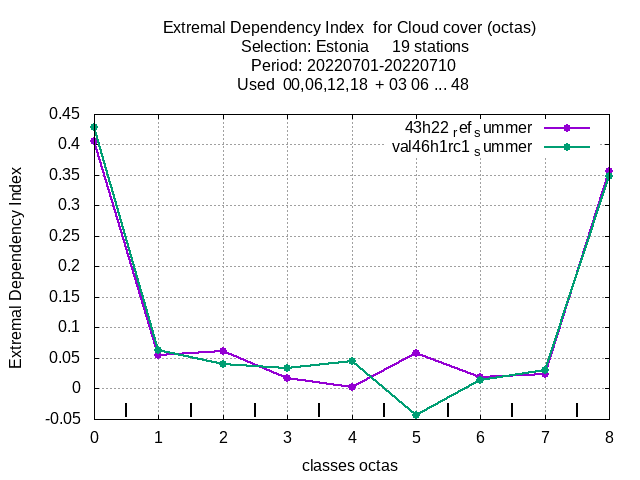 Extremal Dependency Index for Cloud cover (octas)
Selection: Estonia 19 stations
Period: 20220701-20220710
Used 00,06,12,18 + 03 06 ... 48
43h22 ref summer
val46h1rc1 summer
Extremal Dependency Index
0.45
0.4
0.35
0.3
0.25
0.2
0.15
0.1
0.05
0
-0.05
0 1 2 3 4 5 6 7 8
classes octas